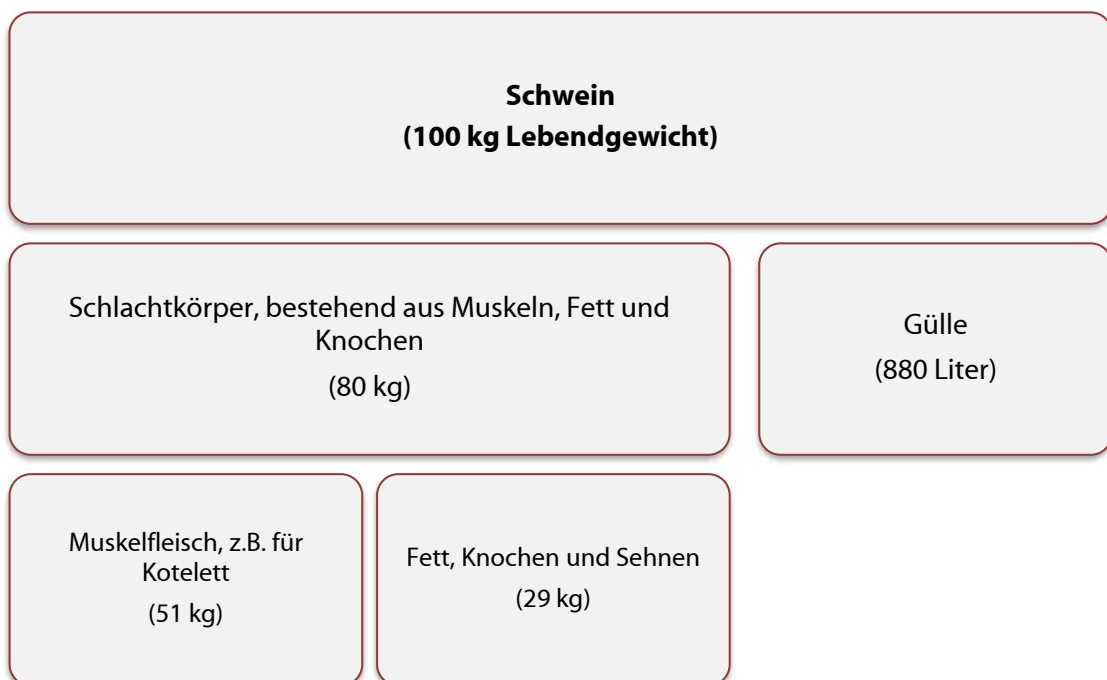 Schwein
(100 kg Lebendgewicht)
Schlachtkörper, bestehend aus Muskeln, Fett und
Knochen
(80 kg)
Gülle
(880 Liter)
Muskelfleisch, z.B. für
Kotelett
(51 kg)
Fett, Knochen und Sehnen
(29 kg)